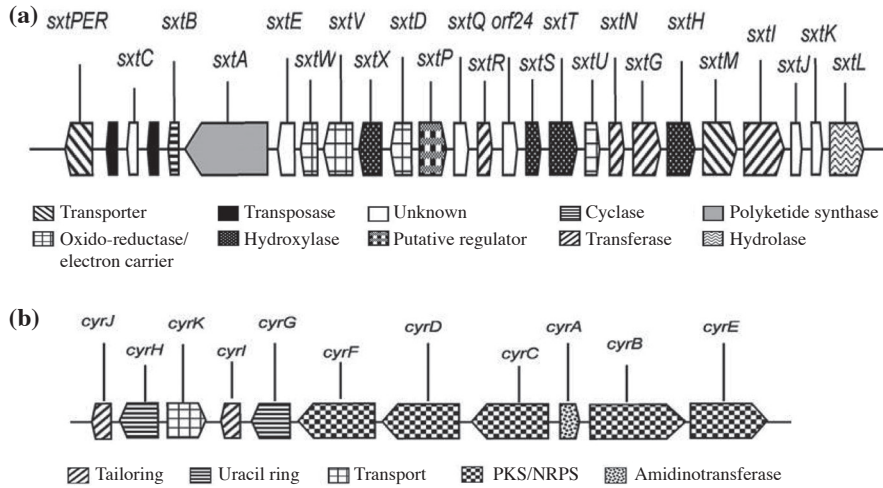 (a)
sxtPER sxtB sxtE sxtV sxtD sxtQ orf24 sxtT sxtN sxtH sxtI sxtK
sxtC sxtA sxtW sxtX sxtP sxtR sxtS sxtU sxtG sxtM sxtJ sxtL
Transporter Transposase Unknown Cyclase Polyketide synthase
Oxido-reductase/ Hydroxylase Putative regulator Transferase Hydrolase
electron carrier
(b)
cyrJ cyrK cyrG cyrD cyrA cyrE
cyrH cyrI cyrF cyrC cyrB
Tailoring Uracil ring Transport PKS/NRPS Amidinotransferase